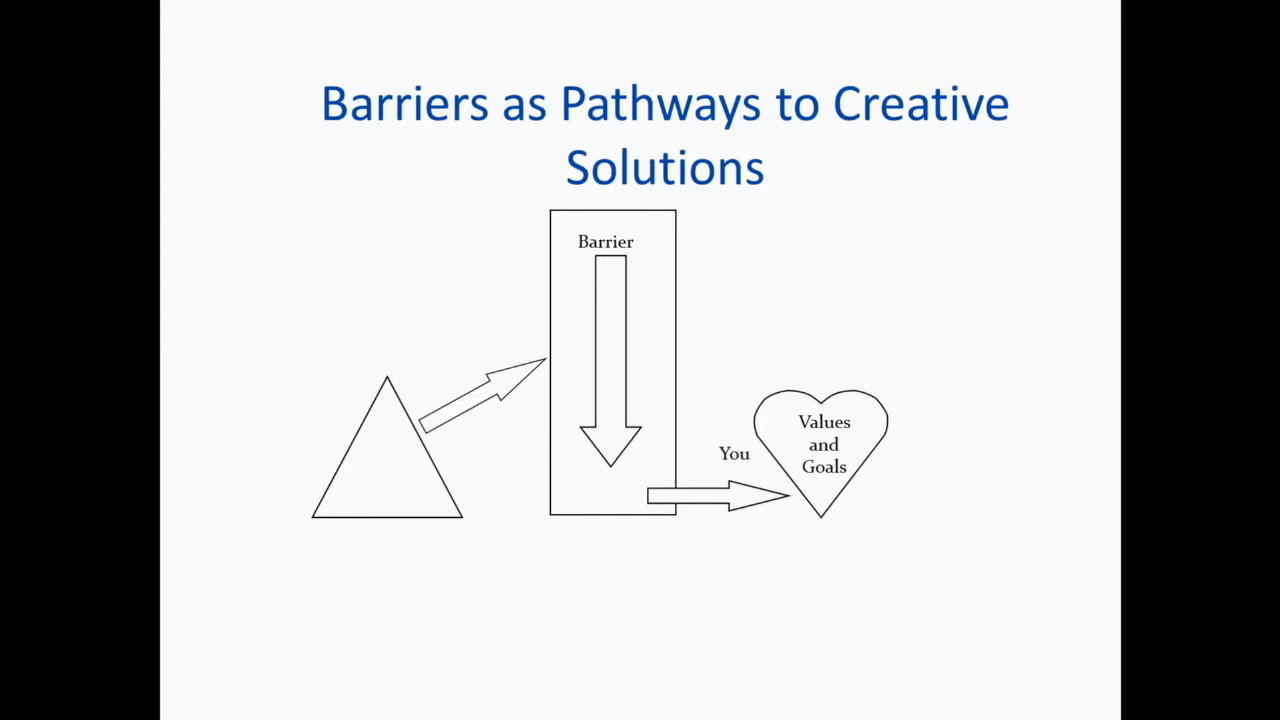 Barriers as Pathways to Creative
Solutions
Barrier
You
Values
and
Goals